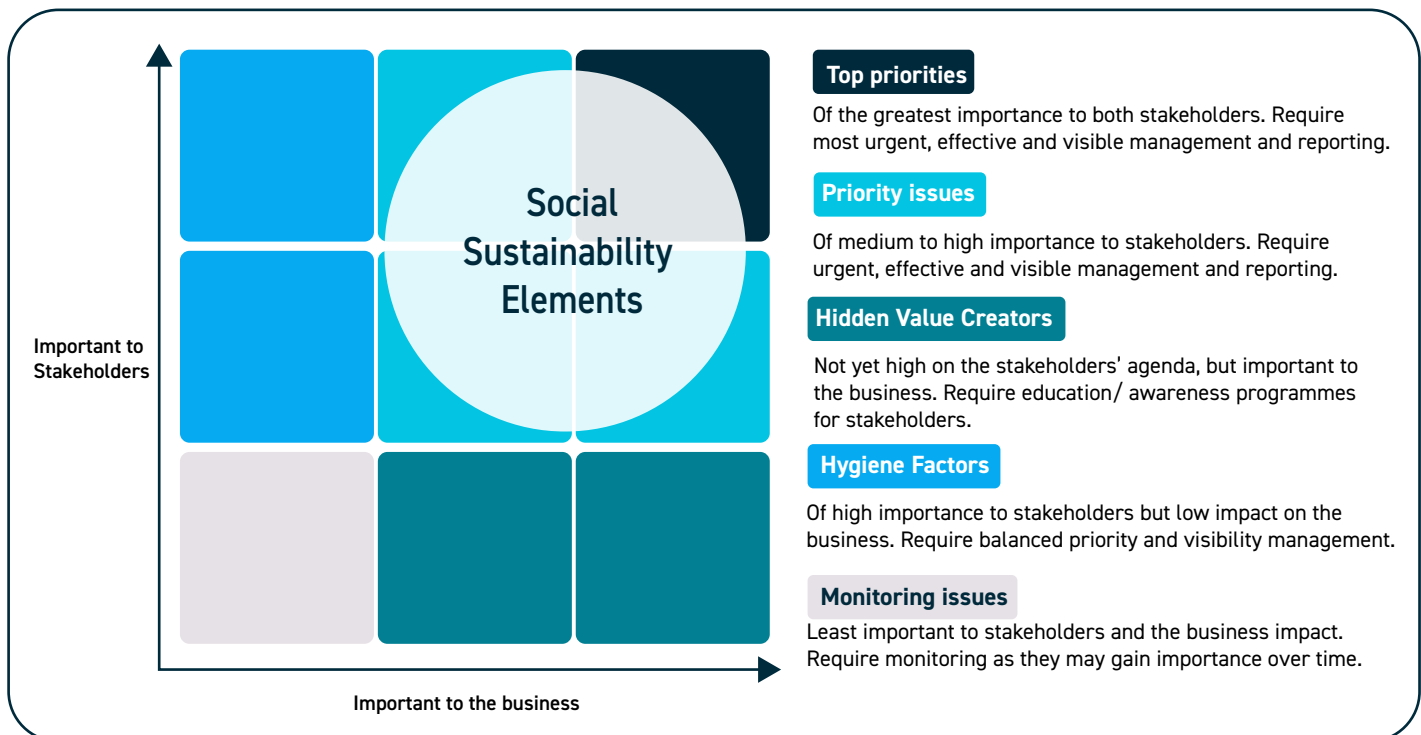 Important to
Stakeholders
Social
Sustainability
Elements
Important to the business
Top priorities
Of the greatest importance to both stakeholders. Require
most urgent, effective and visible management and reporting.
Priority issues
Of medium to high importance to stakeholders. Require
urgent, effective and visible management and reporting.
Hidden Value Creators
Not yet high on the stakeholders’ agenda, but important to
the business. Require education/ awareness programmes
for stakeholders.
Hygiene Factors
Of high importance to stakeholders but low impact on the
business. Require balanced priority and visibility management.
Monitoring issues
Least important to stakeholders and the business impact.
Require monitoring as they may gain importance over time.